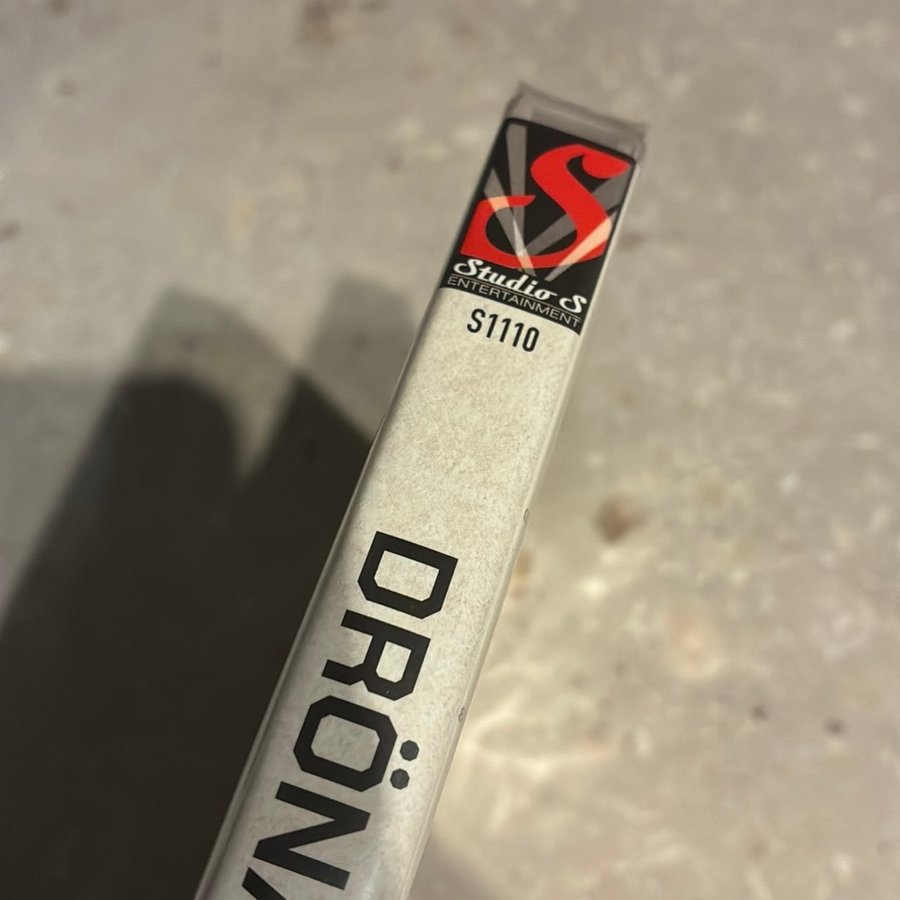 Studio S
ENTERTAINMENT
S1110
DRÖN